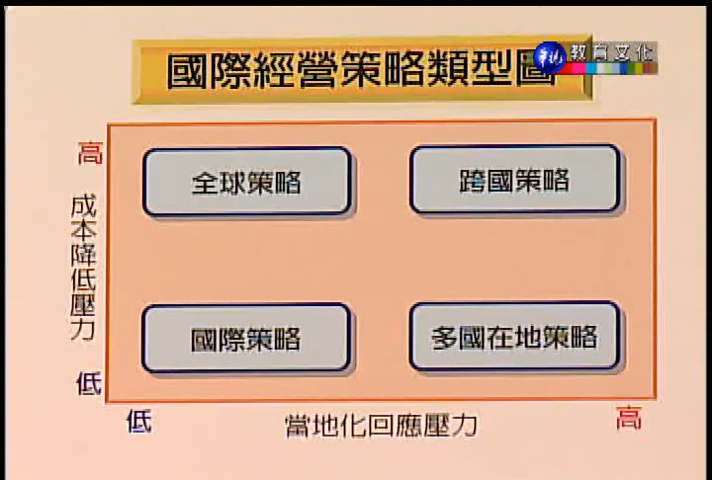 國際經營策略類型圖
華視 教育文化
高
全球策略
跨國策略
成本降低壓力
國際策略
多國在地策略
低
低
當地化回應壓力
高